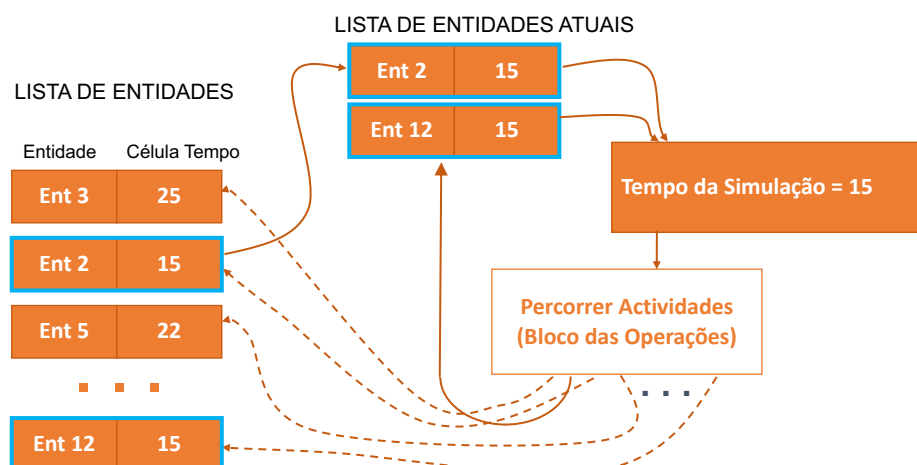 LISTA DE ENTIDADES ATUAIS
Ent 2 15
Ent 12 15
LISTA DE ENTIDADES
Entidade Célula Tempo
Ent 3 25
Ent 2 15
Ent 5 22
Ent 12 15
Tempo da Simulação = 15
Percorrer Actividades
(Bloco das Operações)